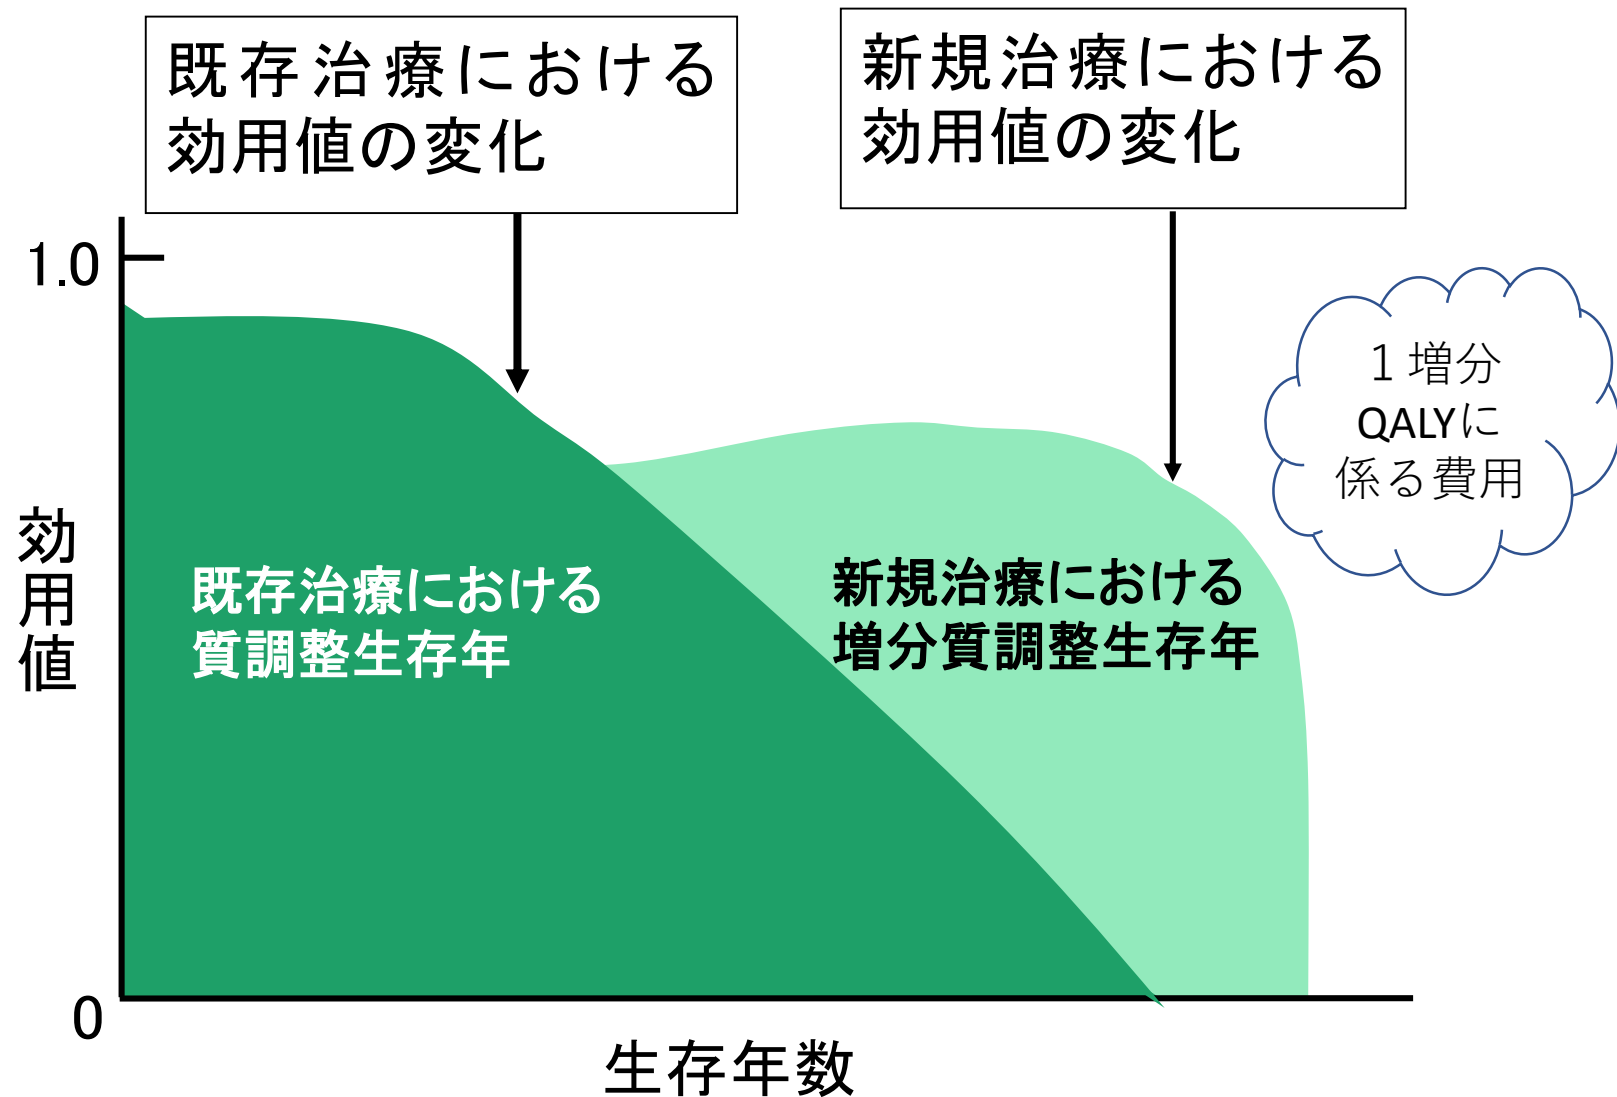 既存治療における
効用値の変化
新規治療における
効用値の変化
1.0
１増分
QALYに
係る費用
効用値
既存治療における
質調整生存年
新規治療における
増分質調整生存年
0
生存年数